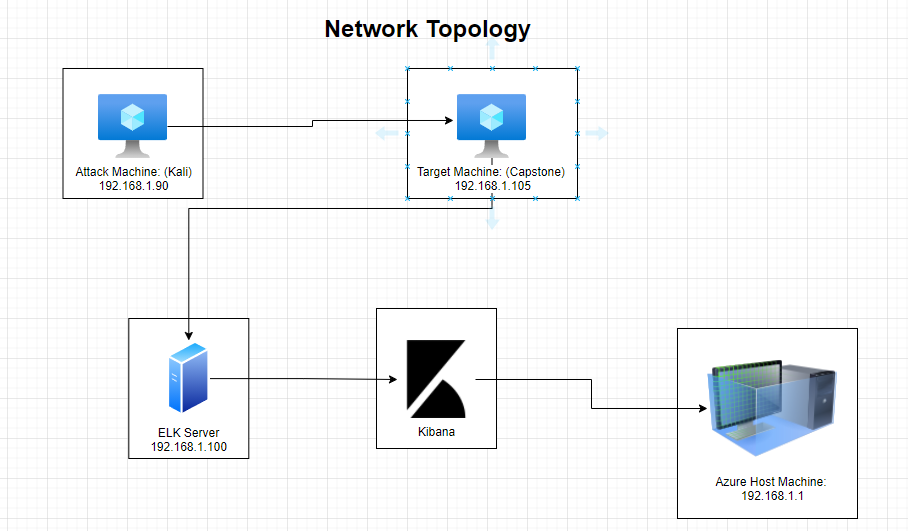 Network Topology
Attack Machine: (Kali)
192.168.1.90
Target Machine: (Capstone)
192.168.1.105
ELK Server
192.168.1.100
Kibana
Azure Host Machine:
192.168.1.1